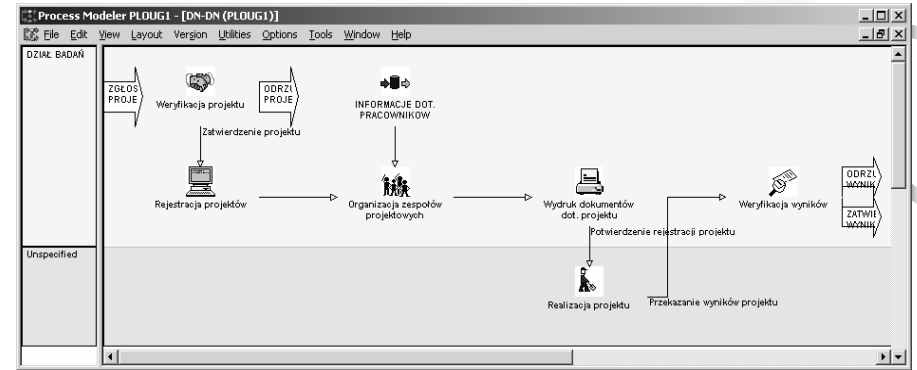 Process Modeler PLOUG1 - [DN-DN (PLOUG1)]
File Edit View Layout Version Utilities Options Tools Window Help
DZIAŁ BADAŃ
ZGŁOS
PROJE
Weryfikacja projektu
ODRZU
PROJE
INFORMACJE DOT.
PRACOWNIKOW
Zatwierdzenie projektu
Rejestracja projektów
Organizacja zespołów
projektowych
Wydruk dokumentów
dot. projektu
Weryfikacja wyników
ODRZU
WYNIK
ZATWIE
WYNIK
Potwierdzenie rejestracji projektu
Unspecified
Realizacja projektu
Przekazanie wyników projektu